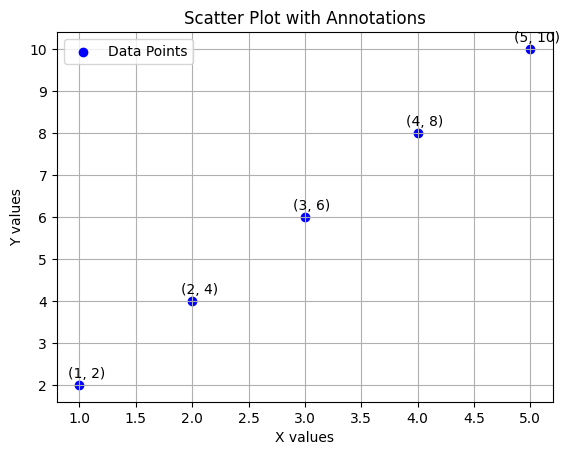 Scatter Plot with Annotations
Data Points
(5, 10)
(4, 8)
(3, 6)
(2, 4)
(1, 2)
10
9
8
7
6
5
4
3
2
Y values
1.0 1.5 2.0 2.5 3.0 3.5 4.0 4.5 5.0
X values